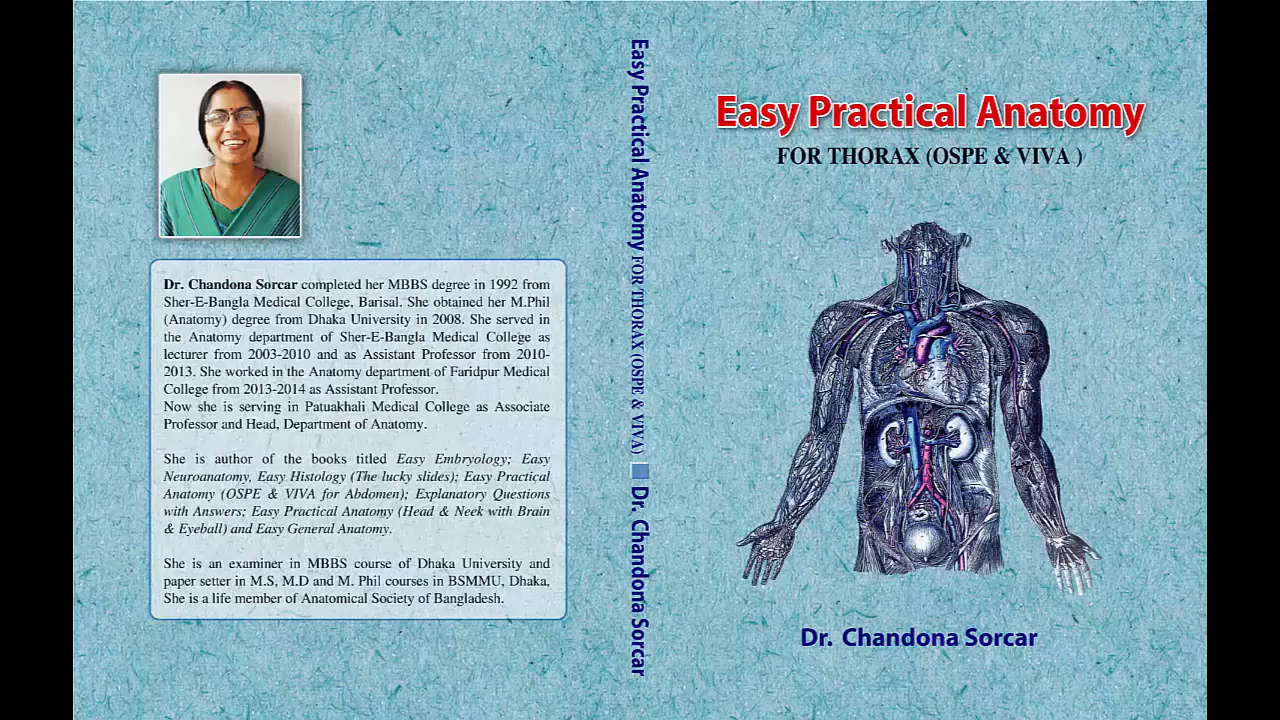 Dr. Chandona Sorcar completed her MBBS degree in 1992 from
Sher-E-Bangla Medical College, Barisal. She obtained her M.Phil
(Anatomy) degree from Dhaka University in 2008. She served in
the Anatomy department of Sher-E-Bangla Medical College as
lecturer from 2003-2010 and as Assistant Professor from 2010-
2013. She worked in the Anatomy department of Faridpur Medical
College from 2013-2014 as Assistant Professor.
Now she is serving in Patuakhali Medical College as Associate
Professor and Head, Department of Anatomy.
She is author of the books titled Easy Embryology; Easy
Neuroanatomy, Easy Histology (The lucky slides); Easy Practical
Anatomy (OSPE & VIVA for Abdomen); Explanatory Questions
with Answers; Easy Practical Anatomy (Head & Neek with Brain
& Eyeball) and Easy General Anatomy.
She is an examiner in MBBS course of Dhaka University and
paper setter in M.S, M.D and M. Phil courses in BSMMU, Dhaka,
She is a life member of Anatomical Society of Bangladesh.
Easy Practical Anatomy FOR THORAX (OSPE & VIVA) Dr. Chandona Sorcar
Easy Practical Anatomy
FOR THORAX (OSPE & VIVA )
Dr. Chandona Sorcar